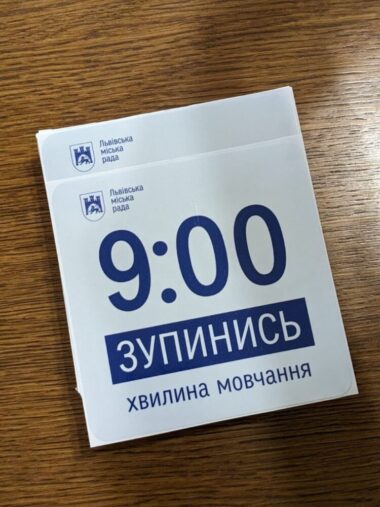 Львівська
міська
рада
Львівська
міська
рада
9:00
ЗУПИНИСЬ
ХВИЛИНА МОВЧАННЯ